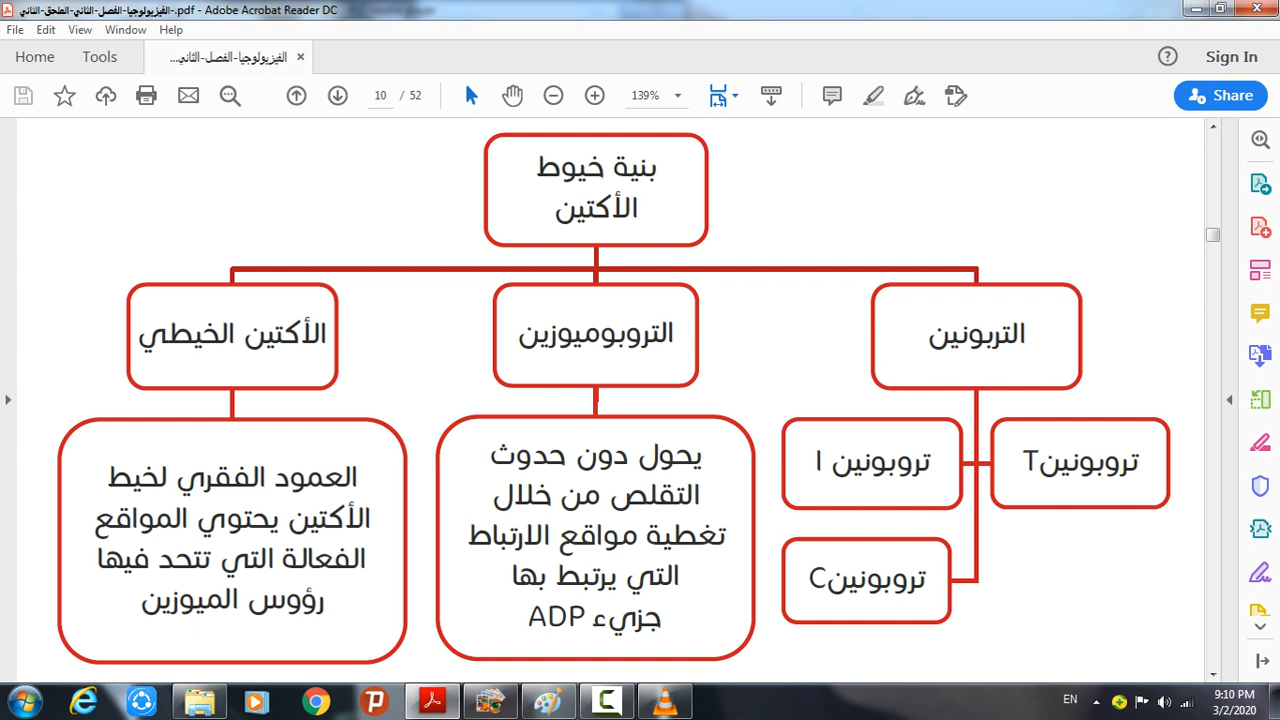 الفيزيولوجيا-الفصل-الثاني-الملحق-الثاني-.pdf - Adobe Acrobat Reader DC
File Edit View Window Help
Home Tools الفيزيولوجيا-الفصل-الثاني... × Sign In
10 / 52 139% Share
بنية خيوط
الأكتين
التربونين
التروبوميوزين
الأكتين الخيطي
تروبونينT
تروبونين I
تروبونينC
يحول دون حدوث
التقلص من خلال
تغطية مواقع الارتباط
التي يرتبط بها
جزيء ADP
العمود الفقري لخيط
الأكتين يحتوي المواقع
الفعالة التي تتحد فيها
رؤوس الميوزين
EN
9:10 PM
3/2/2020